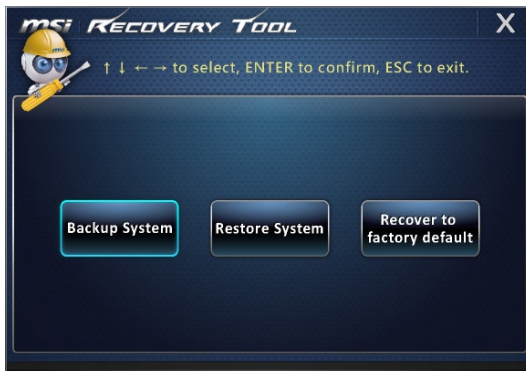 msi RECOVERY TOOL X
↑ ↓ ← → to select, ENTER to confirm, ESC to exit.
Backup System
Restore System
Recover to
factory default